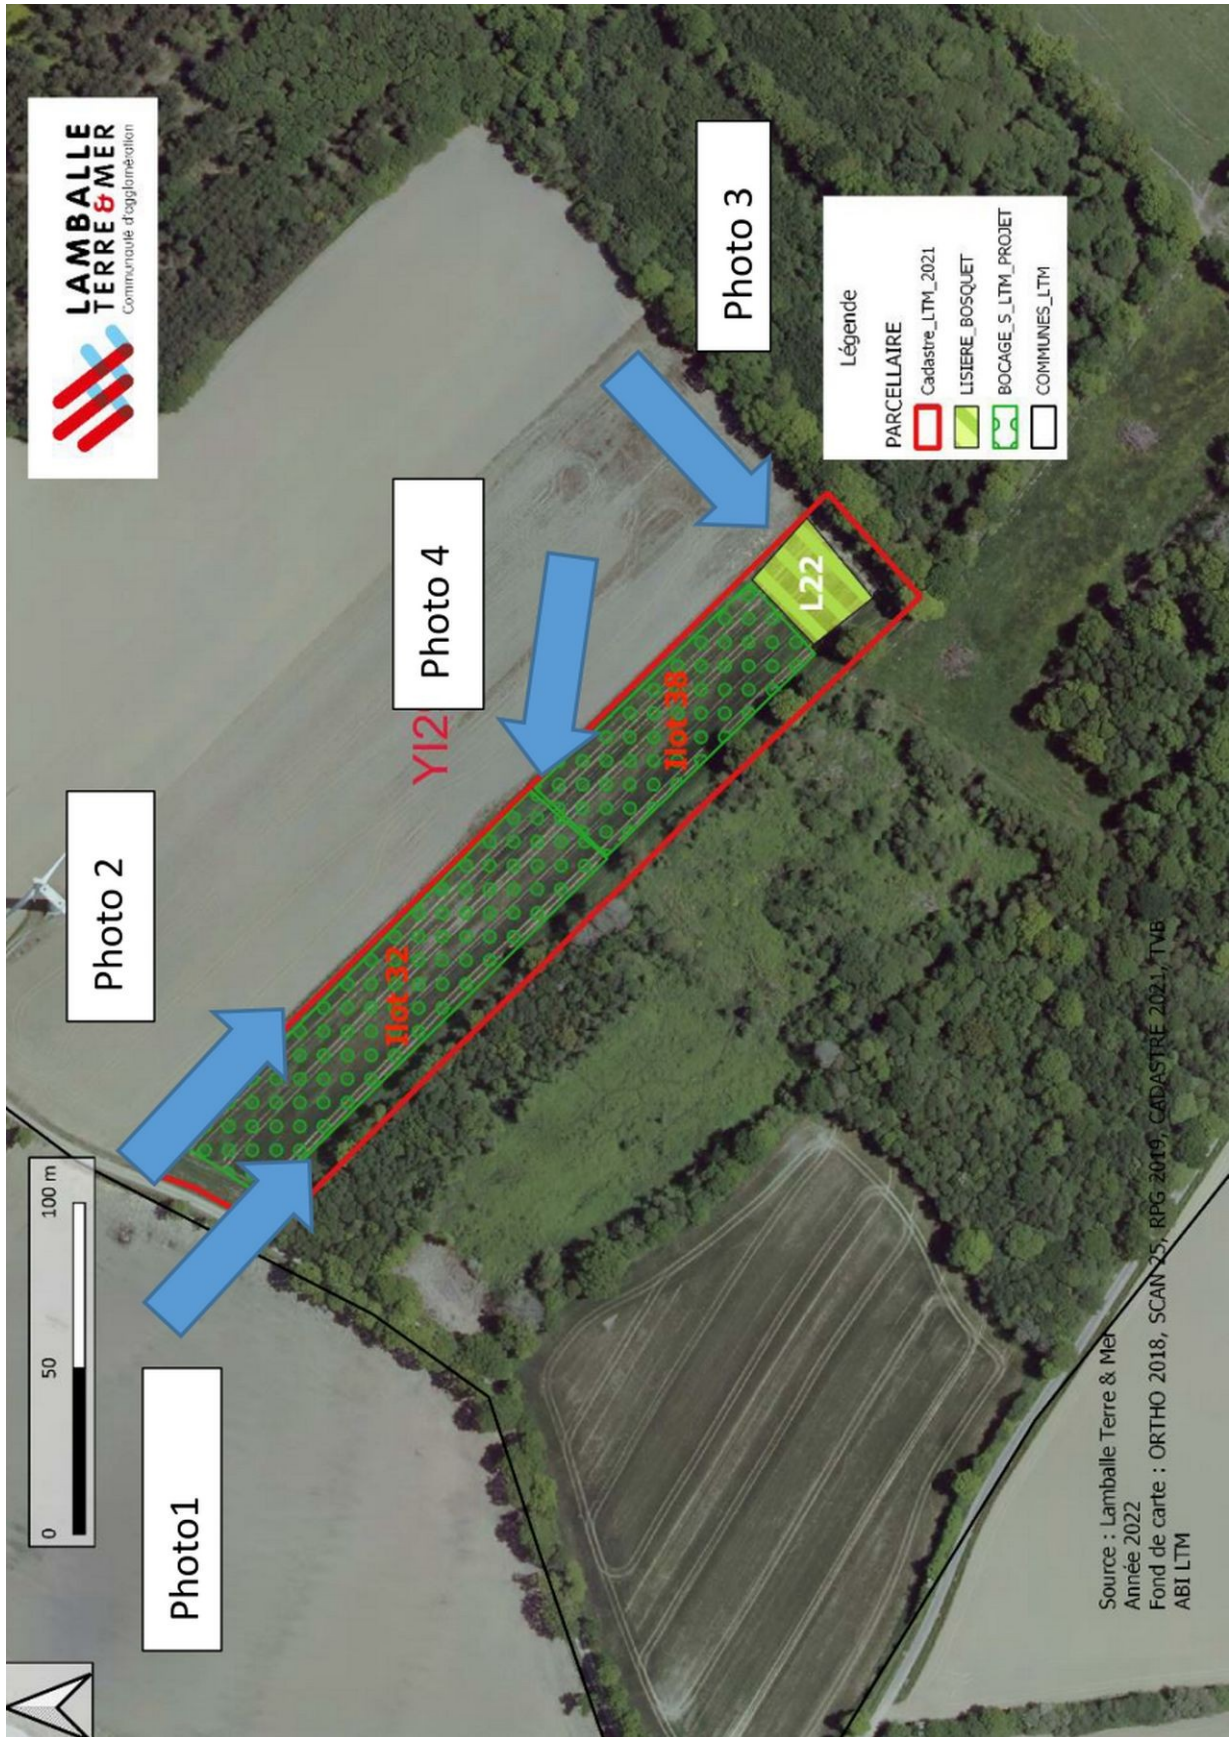 0 50 100 m
Photo1
Photo 2
Photo 4
Photo 3
LAMBALLE
TERRE & MER
Communauté d'agglomération
YI2
Ilot 32
Ilot 38
L22
Légende
PARCELLAIRE
Cadastre_LTM_2021
LISIERE_BOSQUET
BOCAGE_S_LTM_PROJET
COMMUNES_LTM
Source : Lamballe Terre & Mer
Année 2022
Fond de carte : ORTHO 2018, SCAN 25, RPG 2019, CADASTRE 2021, TVB
ABI LTM